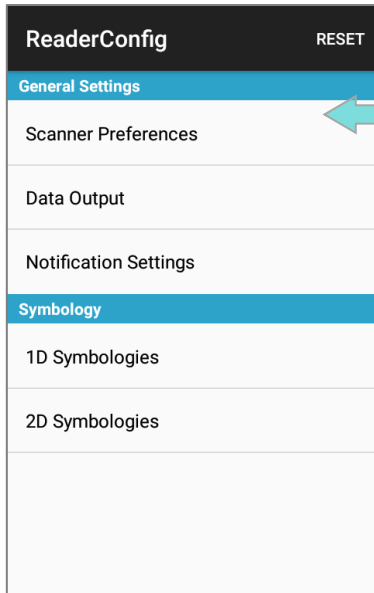 ReaderConfig RESET
General Settings
Scanner Preferences
Data Output
Notification Settings
Symbology
1D Symbologies
2D Symbologies